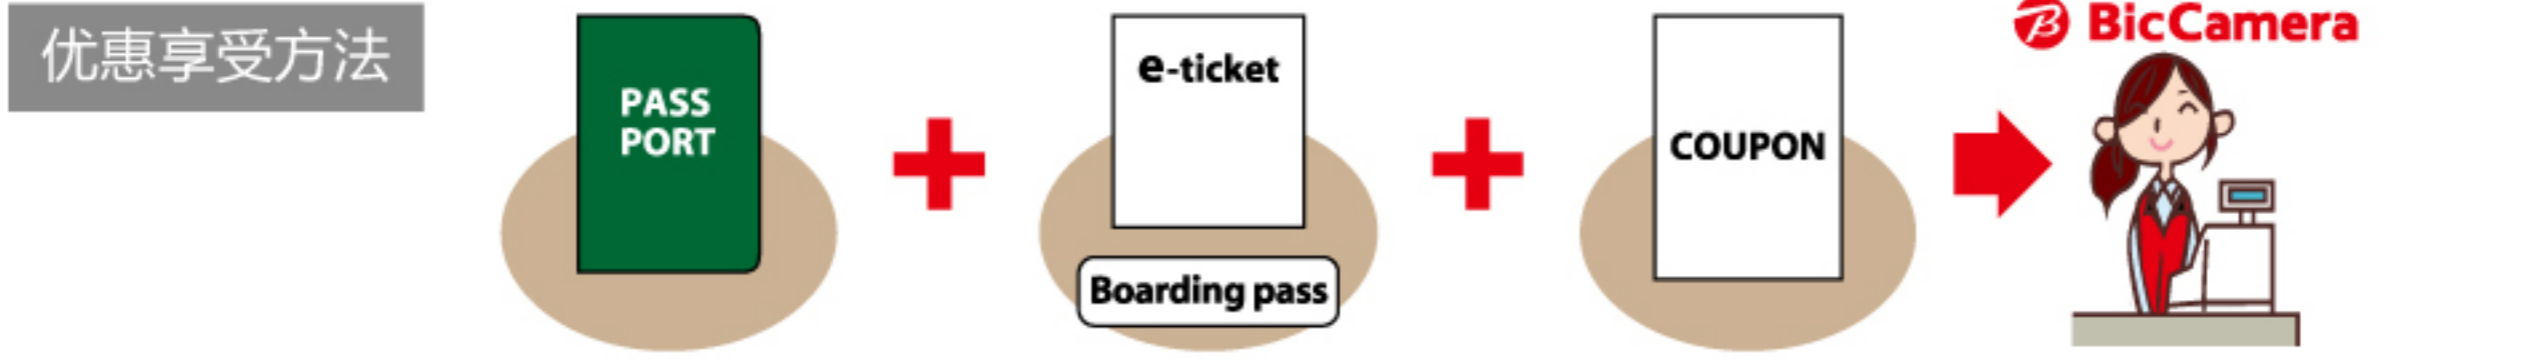 优惠享受方法
PASS
PORT
e-ticket
Boarding pass
COUPON
BicCamera